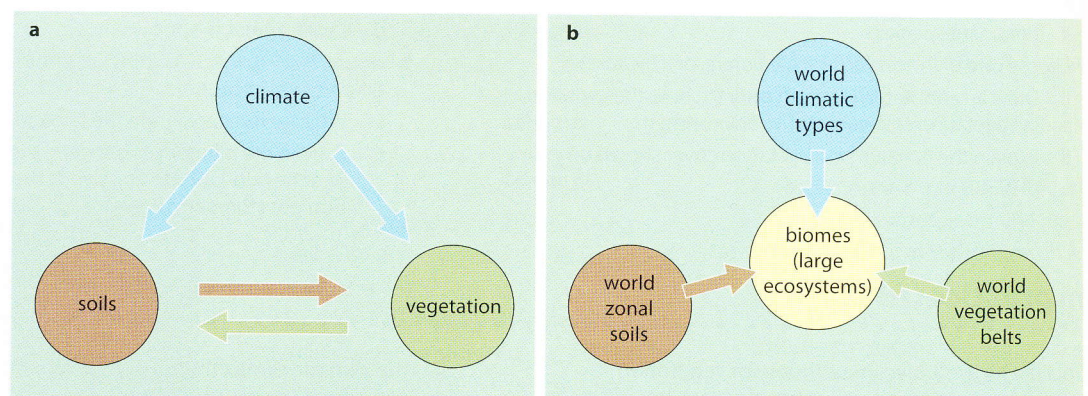 a
climate
soils
vegetation
b
world
climatic
types
biomes
(large
ecosystems)
world
zonal
soils
world
vegetation
belts